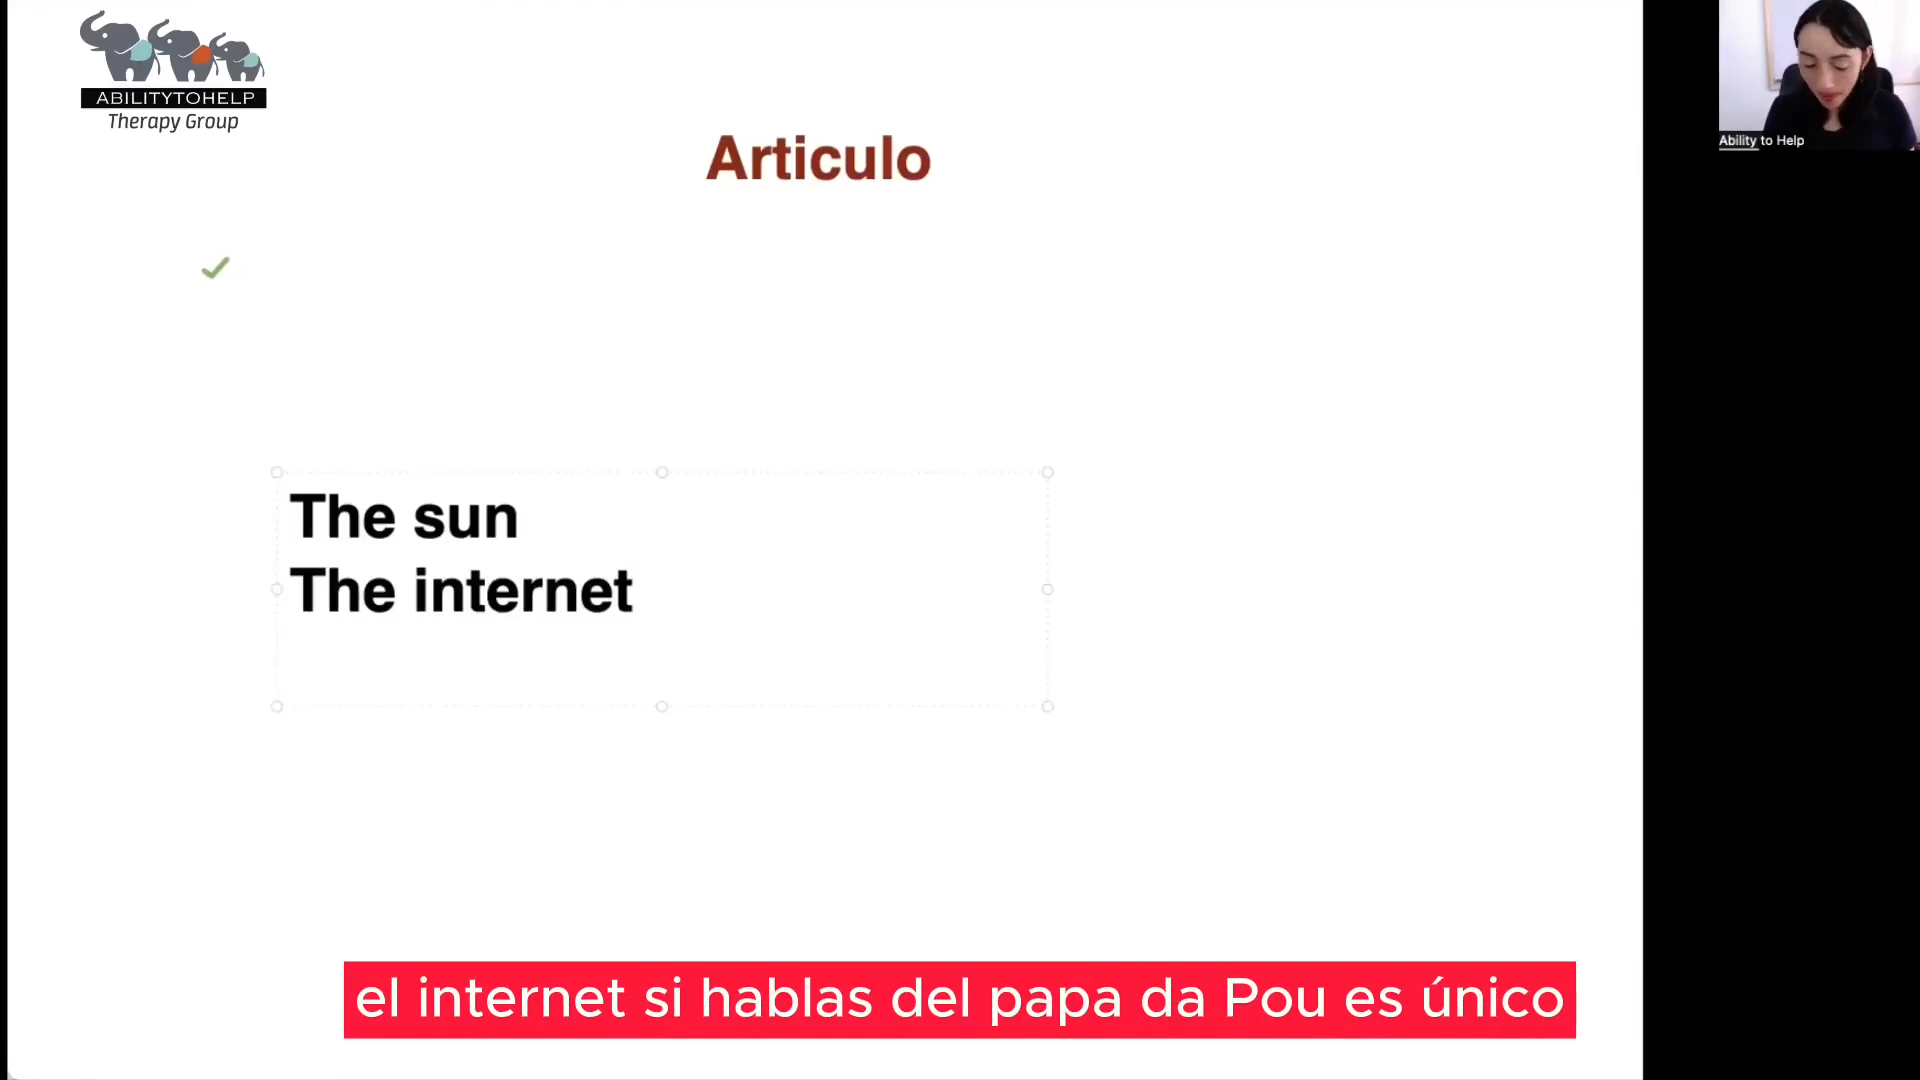 ABILITYTOHELP
Therapy Group
Articulo
The sun
The internet
Ability to Help
el internet si hablas del papa da Pou es único